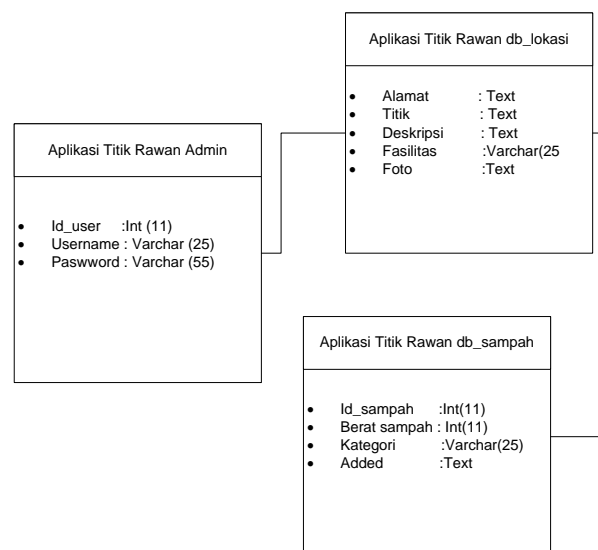 Aplikasi Titik Rawan db_lokasi
• Alamat : Text
• Titik : Text
• Deskripsi : Text
• Fasilitas :Varchar(25
• Foto :Text
Aplikasi Titik Rawan Admin
• Id_user :Int (11)
• Username : Varchar (25)
• Paswword : Varchar (55)
Aplikasi Titik Rawan db_sampah
• Id_sampah :Int(11)
• Berat sampah : Int(11)
• Kategori :Varchar(25)
• Added :Text